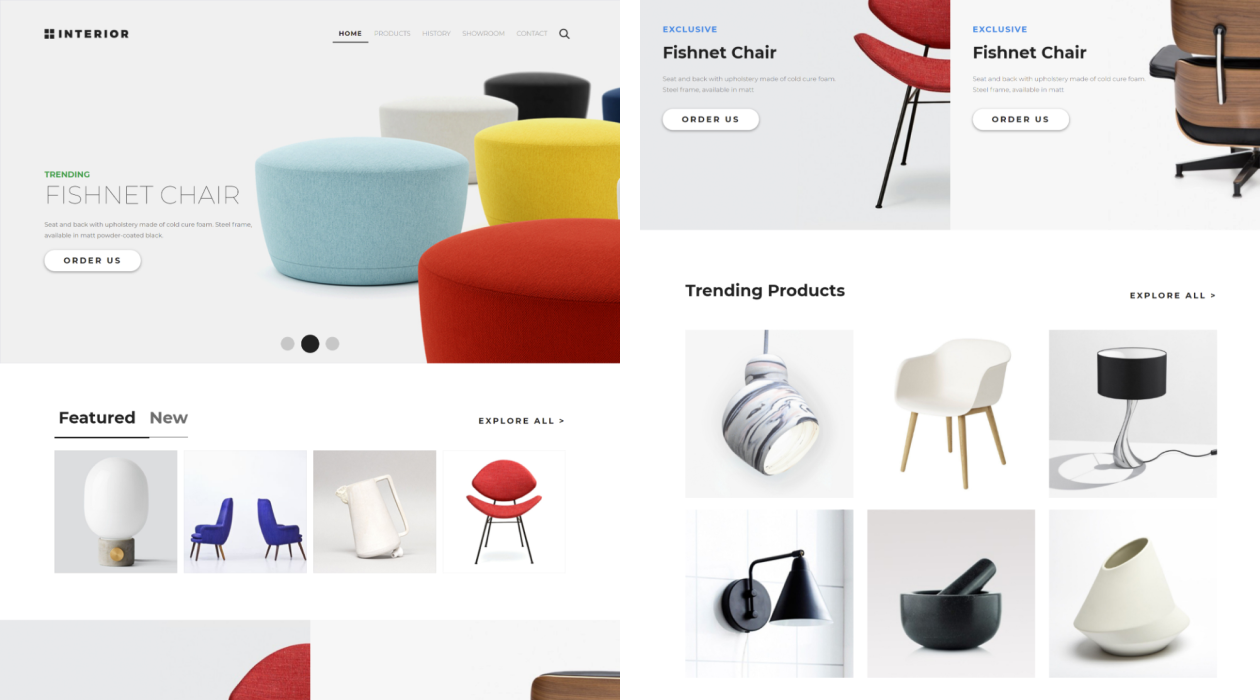 INTERIOR
HOME PRODUCTS HISTORY SHOWROOM CONTACT
TRENDING
FISHNET CHAIR
Seat and back with upholstery made of cold cure foam. Steel frame,
available in matt powder-coated black.
ORDER US
Featured New
EXPLORE ALL >
EXCLUSIVE
Fishnet Chair
Seat and back with upholstery made of cold cure foam.
Steel frame, available in matt
ORDER US
EXCLUSIVE
Fishnet Chair
Seat and back with upholstery made of cold cure foam.
Steel frame, available in matt
ORDER US
Trending Products
EXPLORE ALL >